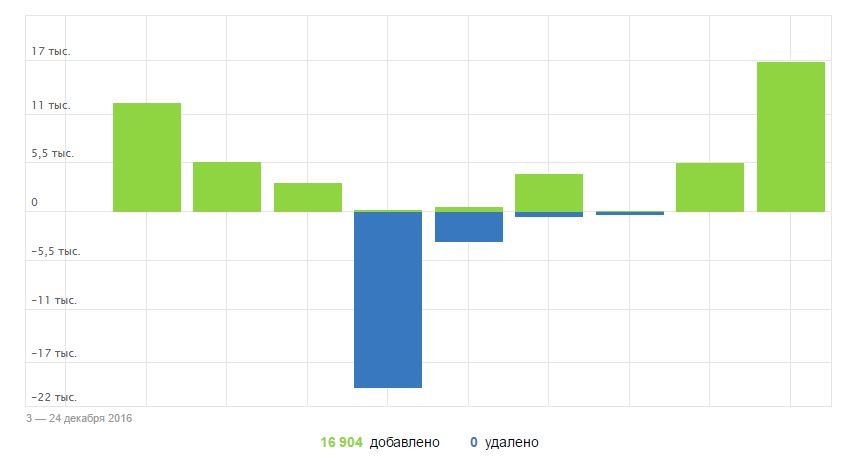 17 тыс.
11 тыс.
5,5 тыс.
0
−5,5 тыс.
−11 тыс.
−17 тыс.
−22 тыс.
3 — 24 декабря 2016
16 904 добавлено 0 удалено